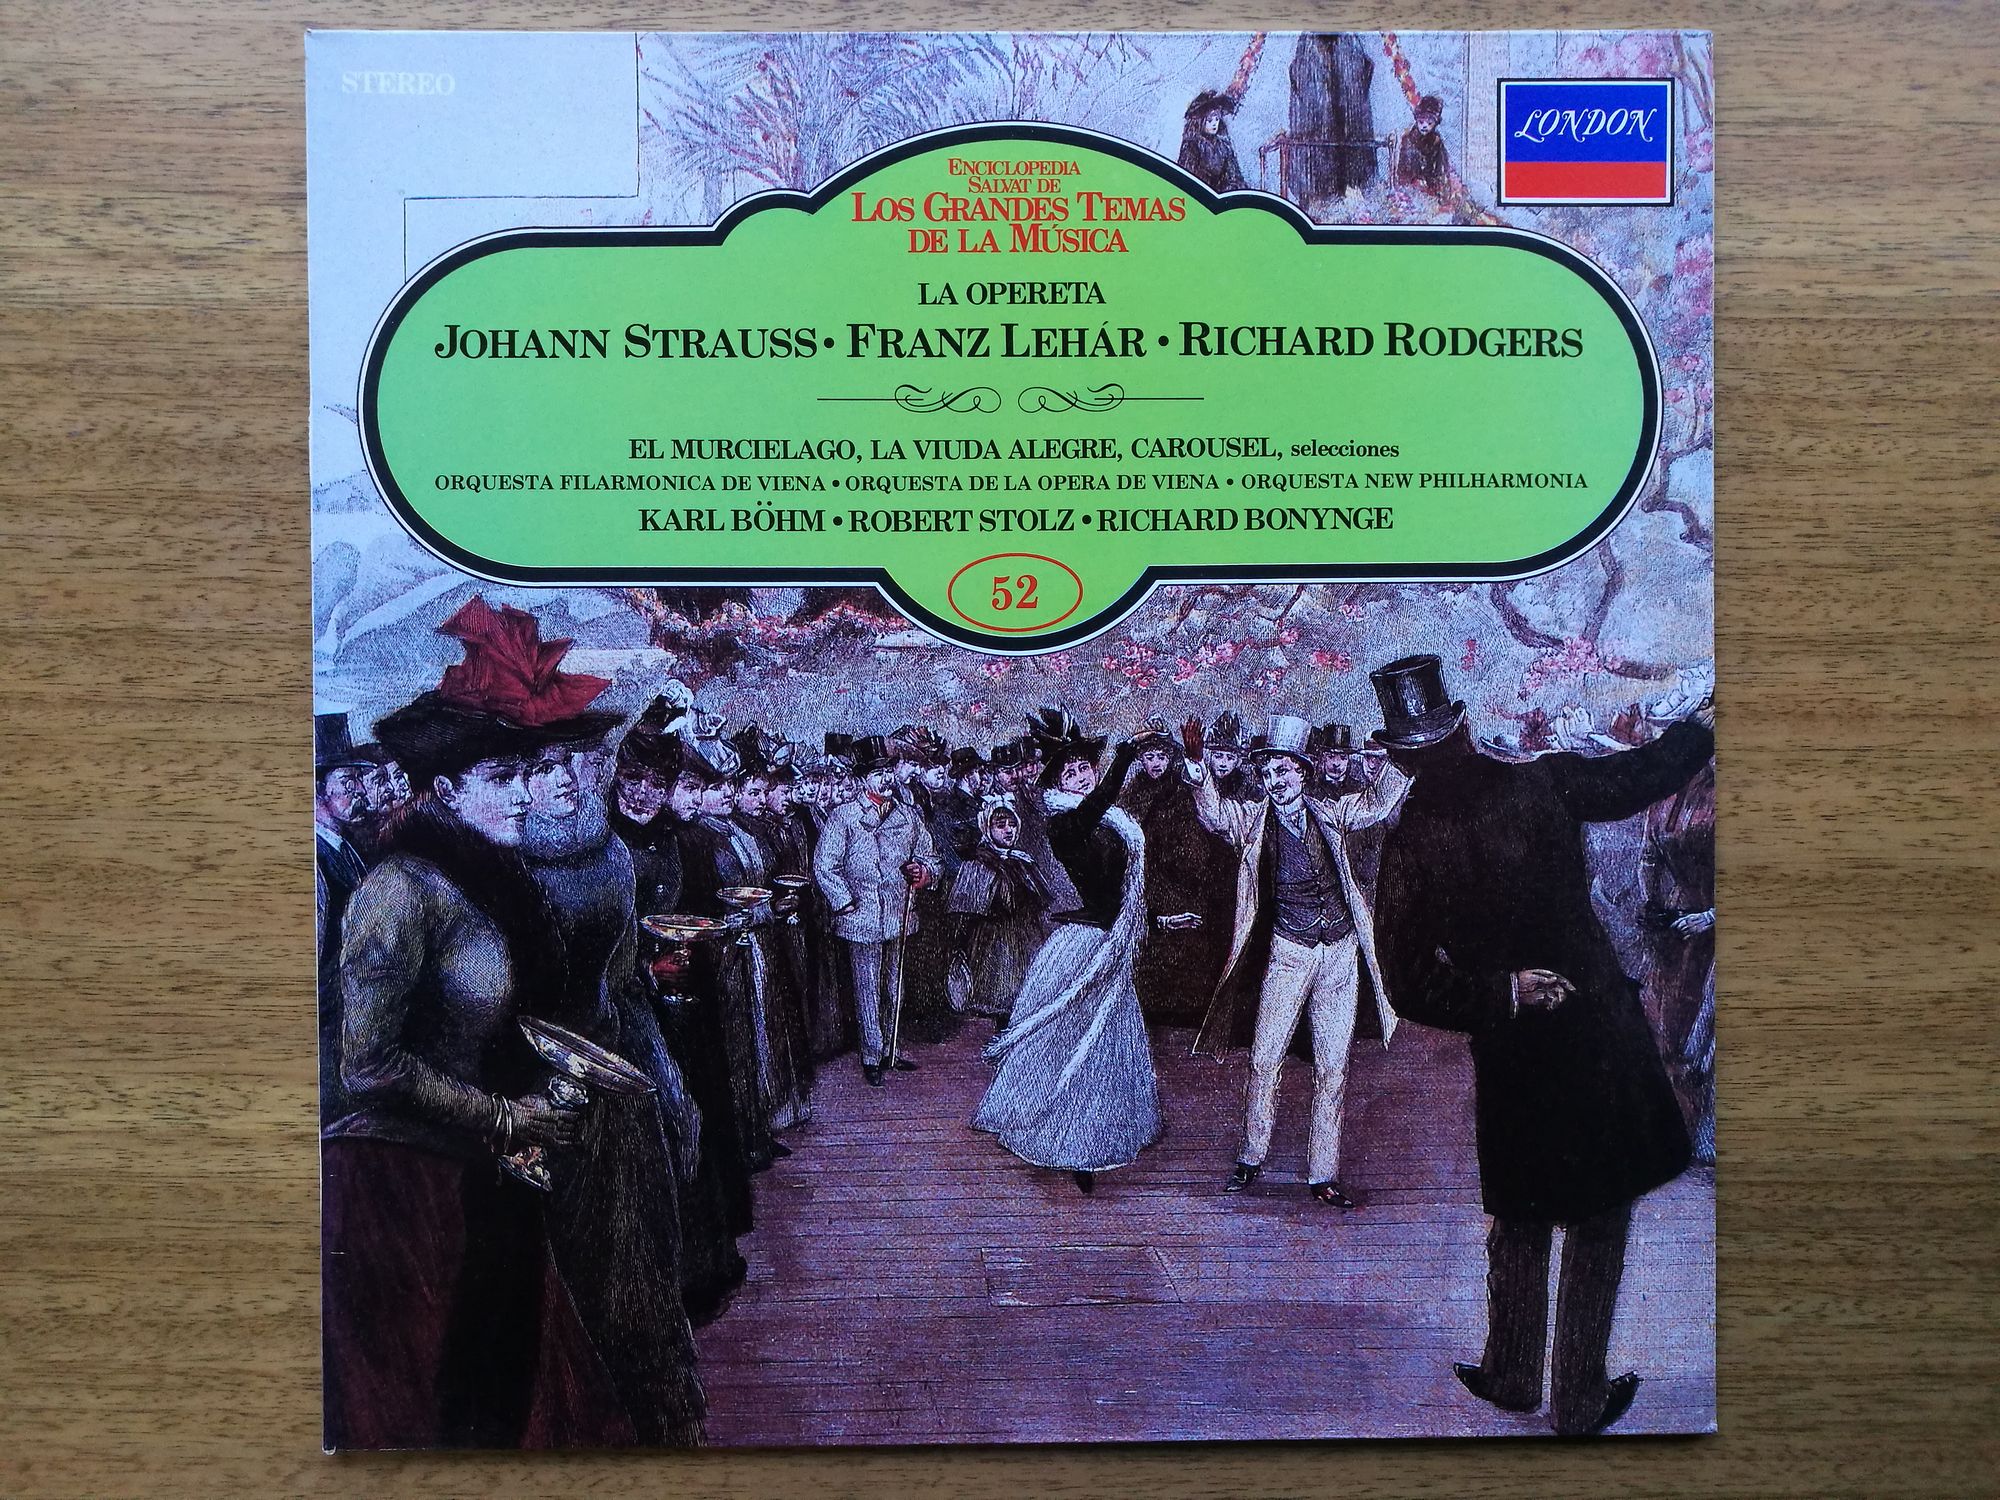 STEREO
LONDON
ENCICLOPEDIA
SALVAT DE
LOS GRANDES TEMAS
DE LA MÚSICA
LA OPERETA
JOHANN STRAUSS • FRANZ LEHÁR • RICHARD RODGERS
EL MURCIELAGO, LA VIUDA ALEGRE, CAROUSEL, selecciones
ORQUESTA FILARMONICA DE VIENA • ORQUESTA DE LA OPERA DE VIENA • ORQUESTA NEW PHILHARMONIA
KARL BÖHM • ROBERT STOLZ • RICHARD BONYNGE
52